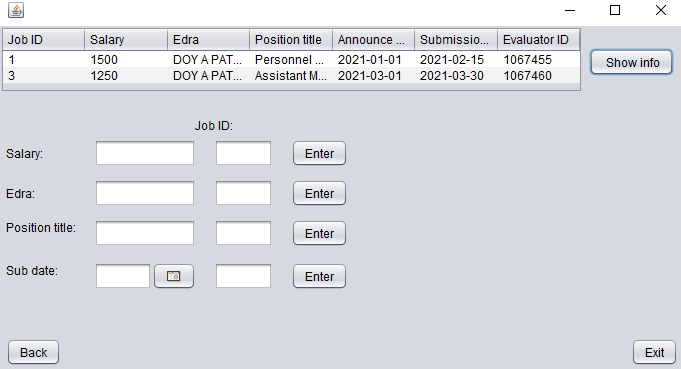 Job ID Salary Edra Position title Announce ... Submissio... Evaluator ID
1 1500 DOY A PAT... Personnel ... 2021-01-01 2021-02-15 1067455
3 1250 DOY A PAT... Assistant M... 2021-03-01 2021-03-30 1067460
Show info
Job ID:
Salary: Enter
Edra: Enter
Position title: Enter
Sub date: Enter
Back Exit